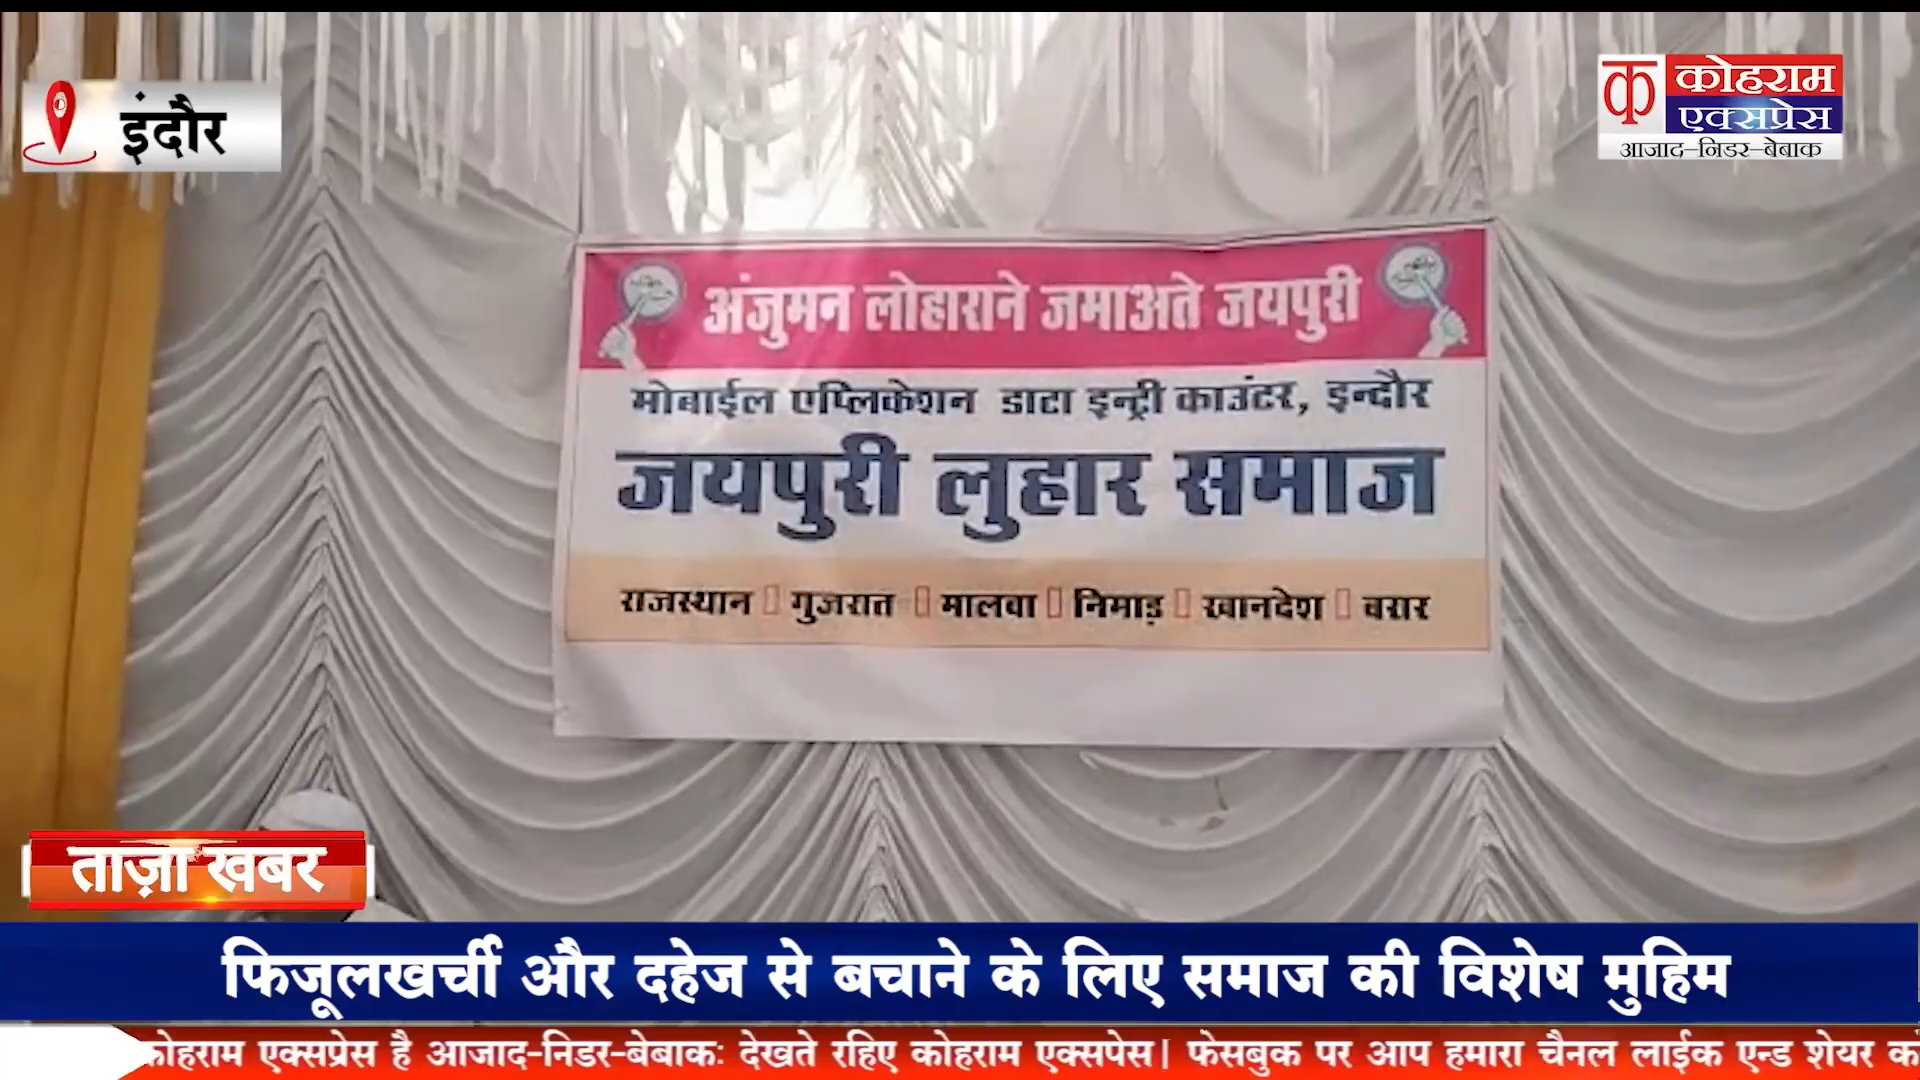 इंदौर
क
कोहराम
एक्सप्रेस
आजाद-निडर-बेबाक
अंजुमन लोहाराने जमाअते जयपुरी
मोबाईल एप्लिकेशन डाटा इन्ट्री काउंटर, इन्दौर
जयपुरी लुहार समाज
राजस्थान गुजरात मालवा निमाड़ खानदेश बरार
ताज़ा खबर
फिजूलखर्ची और दहेज से बचाने के लिए समाज की विशेष मुहिम
कोहराम एक्सप्रेस है आजाद-निडर-बेबाक: देखते रहिए कोहराम एक्सपेस| फेसबुक पर आप हमारा चैनल लाईक एन्ड शेयर